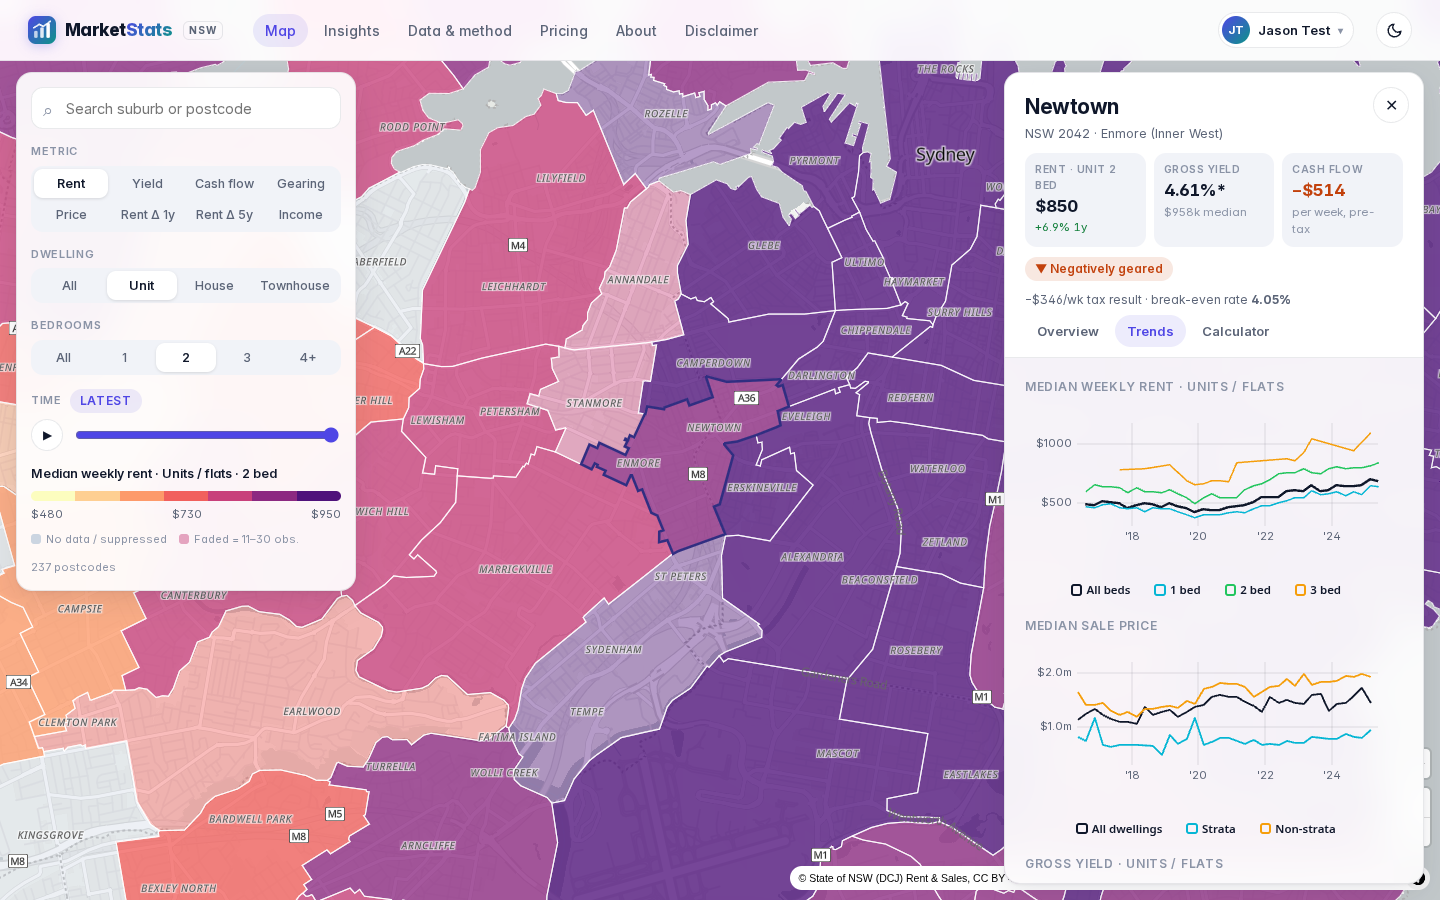 MarketStats NSW Map Insights Data & method Pricing About Disclaimer JT Jason Test
Search suburb or postcode
METRIC
Rent Yield Cash flow Gearing
Price Rent Δ 1y Rent Δ 5y Income
DWELLING
All Unit House Townhouse
BEDROOMS
All 1 2 3 4+
TIME LATEST
Median weekly rent · Units / flats · 2 bed
$480 $730 $950
No data / suppressed Faded = 11–30 obs.
237 postcodes
THE ROCKS
RODD POINT
ROZELLE
Sydney
PYRMONT
LILYFIELD
M4
GLEBE
ABERFIELD
ULTIMO
ANNANDALE
HAYMARKET
LEICHHARDT
SURRY HILLS
CHIPPENDALE
A22
CAMPERDOWN
DARLINGTON
A36
REDFERN
ER HILL
PETERSHAM
STANMORE
EVELEIGH
LEWISHAM
NEWTOWN
ENMORE
M8
WATERLOO
ERSKINEVILLE
M1
WICH HILL
ZETLAND
ALEXANDRIA
MARRICKVILLE
ST PETERS
BEACONSFIELD
CANTERBURY
CAMPSIE
SYDENHAM
ROSEBERY
A34
M1
EARLWOOD
TEMPE
CLEMTON PARK
FATIMA ISLAND
MASCOT
TURRELLA
WOLLI CREEK
EASTLAKES
M5
BARDWELL PARK
M8
KINGSGROVE
ARNCLIFFE
M1
M8
BEXLEY NORTH
© State of NSW (DCJ) Rent & Sales, CC BY
Newtown
NSW 2042 · Enmore (Inner West)
RENT · UNIT 2 BED
$850
+6.9% 1y
GROSS YIELD
4.61%*
$958k median
CASH FLOW
−$514
per week, pre-tax
▼ Negatively geared
−$346/wk tax result · break-even rate 4.05%
Overview Trends Calculator
MEDIAN WEEKLY RENT · UNITS / FLATS
$1000
$500
'18 '20 '22 '24
All beds 1 bed 2 bed 3 bed
MEDIAN SALE PRICE
$2.0m
$1.0m
'18 '20 '22 '24
All dwellings Strata Non-strata
GROSS YIELD · UNITS / FLATS